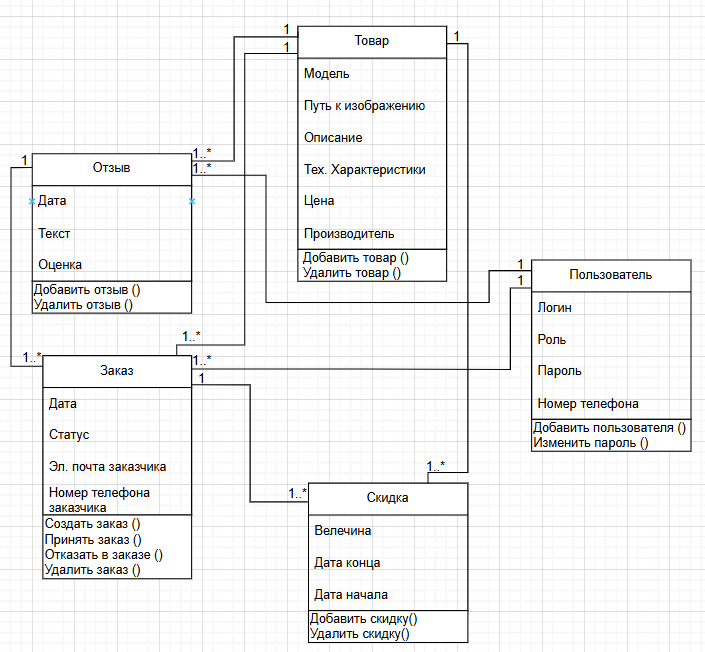 1
1
1
Товар
Модель
Путь к изображению
Описание
Тех. Характеристики
Цена
Производитель
Добавить товар ()
Удалить товар ()
1
1..*
1..*
Отзыв
Дата
Текст
Оценка
Добавить отзыв ()
Удалить отзыв ()
1
1
Пользователь
Логин
Роль
Пароль
Номер телефона
Добавить пользователя ()
Изменить пароль ()
1..*
1..*
1..*
1
Заказ
Дата
Статус
Эл. почта заказчика
Номер телефона
заказчика
Создать заказ ()
Принять заказ ()
Отказать в заказе ()
Удалить заказ ()
1..*
1..*
Скидка
Велечина
Дата конца
Дата начала
Добавить скидку()
Удалить скидку()